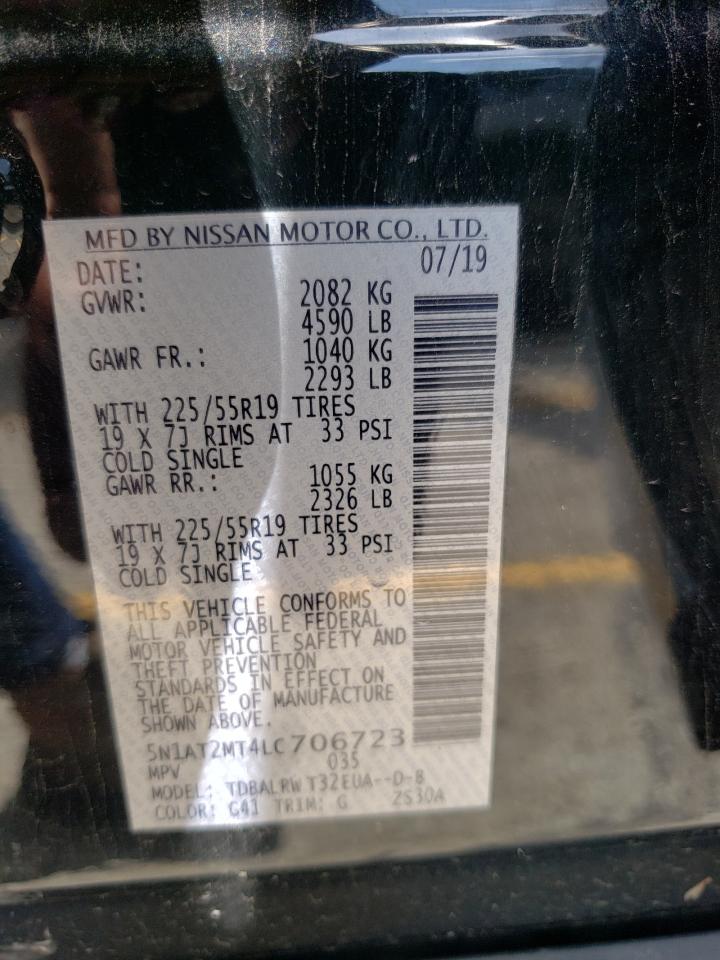 MFD BY NISSAN MOTOR CO., LTD.
DATE: 07/19
GVWR: 2082 KG
4590 LB
GAWR FR.: 1040 KG
2293 LB
WITH 225/55R19 TIRES
19 X 7J RIMS AT 33 PSI
COLD SINGLE
GAWR RR.: 1055 KG
2326 LB
WITH 225/55R19 TIRES
19 X 7J RIMS AT 33 PSI
COLD SINGLE
THIS VEHICLE CONFORMS TO
ALL APPLICABLE FEDERAL
MOTOR VEHICLE SAFETY AND
THEFT PREVENTION
STANDARDS IN EFFECT ON
THE DATE OF MANUFACTURE
SHOWN ABOVE.
5N1AT2MT4LC706723
MPV 035
MODEL: TDBALRW T32EUA--D-B
COLOR: G41 TRIM: G 2S30A